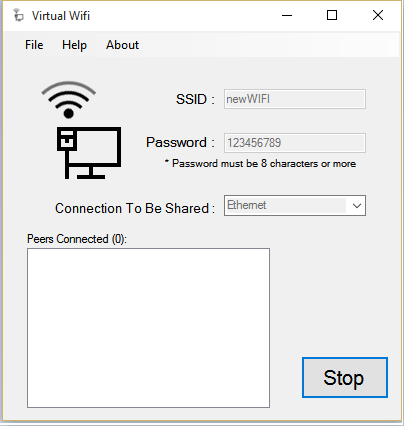 Virtual Wifi
File Help About
SSID : newWIFI
Password : 123456789
* Password must be 8 characters or more
Connection To Be Shared : Ethernet
Peers Connected (0):
Stop